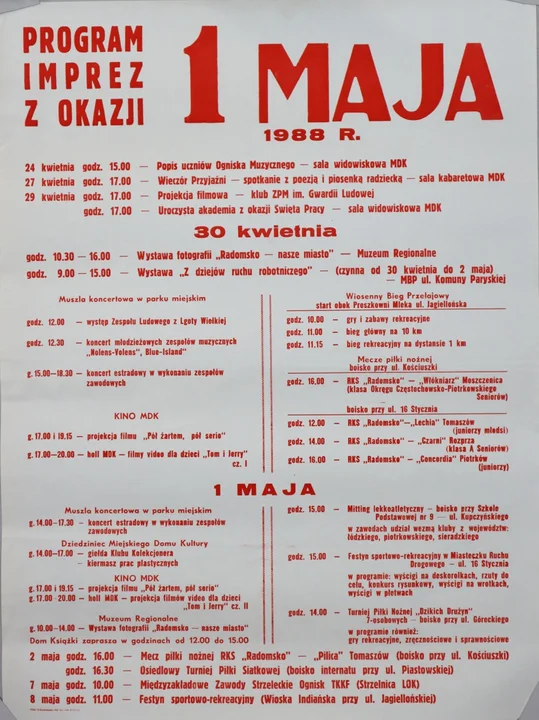 PROGRAM
IMPREZ
Z OKAZJI
1 MAJA
1988 R.
24 kwietnia godz. 15.00 — Popis uczniów Ogniska Muzycznego — sala widowiskowa MDK
27 kwietnia godz. 17.00 — Wieczór Przyjaźni — spotkanie z poezją i piosenką radziecką — sala kabaretowa MDK
29 kwietnia godz. 17.00 — Projekcja filmowa — klub ZPM im. Gwardii Ludowej
godz. 17.00 — Uroczysta akademia z okazji Święta Pracy — sala widowiskowa MDK
30 kwietnia
godz. 10.30 — 16.00 — Wystawa fotografii „Radomsko — nasze miasto" — Muzeum Regionalne
godz. 9.00 — 15.00 — Wystawa „Z dziejów ruchu robotniczego" — (czynna od 30 kwietnia do 2 maja)
— MBP ul. Komuny Paryskiej
Muszla koncertowa w parku miejskim
godz. 12.00 — występ Zespołu Ludowego z Lgoty Wielkiej
godz. 12.30 — koncert młodzieżowych zespołów muzycznych
„Nolens-Volens", Blue-Island"
g. 15.00-18.30 — koncert estradowy w wykonaniu zespołów
zawodowych
KINO MDK
g. 17.00 i 19.15 — projekcja filmu „Pół żartem, pół serio"
g. 17.00-20.00 — holl MDK — filmy video dla dzieci „Tom i Jerry"
cz. I
Wiosenny Bieg Przełajowy
start obok Proszkowni Mleka ul. Jagiellońska
godz. 10.00 — gry i zabawy rekreacyjne
godz. 11.00 — bieg główny na 10 km
godz. 11.15 — bieg rekreacyjny na dystansie 1 km
Mecze piłki nożnej
boisko przy ul. Kościuszki
godz. 16.00 — RKS „Radomsko" — „Włókniarz" Moszczenica
(klasa Okręgu Częstochowsko-Piotrkowskiego
Seniorów)
boisko przy ul. 16 Stycznia
godz. 12.00 — RKS „Radomsko"—„Lechia" Tomaszów
(juniorzy młodsi)
godz. 14.00 — RKS „Radomsko" — „Czarni" Rozprza
(klasa A Seniorów)
godz. 16.00 — RKS „Radomsko" — „Concordia" Piotrków
(juniorzy)
1 MAJA
Muszla koncertowa w parku miejskim
g. 14.00-17.30 — koncert estradowy w wykonaniu zespołów
zawodowych
Dziedziniec Miejskiego Domu Kultury
g. 14.00-17.00 — giełda Klubu Kolekcjonera
— kiermasz prac plastycznych
KINO MDK
g. 17.00 i 19.15 — projekcja filmu „Pół żartem, pół serio"
g. 17.00-20.00 — holl MDK — projekcja filmów video dla dzieci
„Tom i Jerry" cz. II
Muzeum Regionalne
g. 10.00-14.00 — Wystawa fotografii „Radomsko — nasze miasto"
Dom Książki zaprasza w godzinach od 12.00 do 15.00
godz. 15.00 — Mitting lekkoatletyczny — boisko przy Szkole
Podstawowej nr 9 — ul. Kupczyńskiego
w zawodach udział wezmą kluby z województw:
łódzkiego, piotrkowskiego, sieradzkiego
godz. 15.00 — Festyn sportowo-rekreacyjny w Miasteczku Ruchu
Drogowego — ul. 16 Stycznia
w programie: wyścigi na deskorolkach, rzuty do
celu, konkurs rysunkowy, wyścigi na wrotkach,
wyścigi w płetwach
godz. 14.00 — Turniej Piłki Nożnej „Dzikich Drużyn"
7-osobowych — boisko przy ul. Góreckiego
w programie również:
gry rekreacyjne, zręcznościowe i sprawnościowe
2 maja godz. 16.00 — Mecz piłki nożnej RKS „Radomsko" — „Pilica" Tomaszów (boisko przy ul. Kościuszki)
godz. 16.30 — Osiedlowy Turniej Piłki Siatkowej (boisko internatu przy ul. Piastowskiej)
7 maja godz. 10.00 — Międzyzakładowe Zawody Strzeleckie Ognisk TKKF (Strzelnica LOK)
8 maja godz. 11.00 — Festyn sportowo-rekreacyjny (Wioska Indiańska przy ul. Jagiellońskiej)